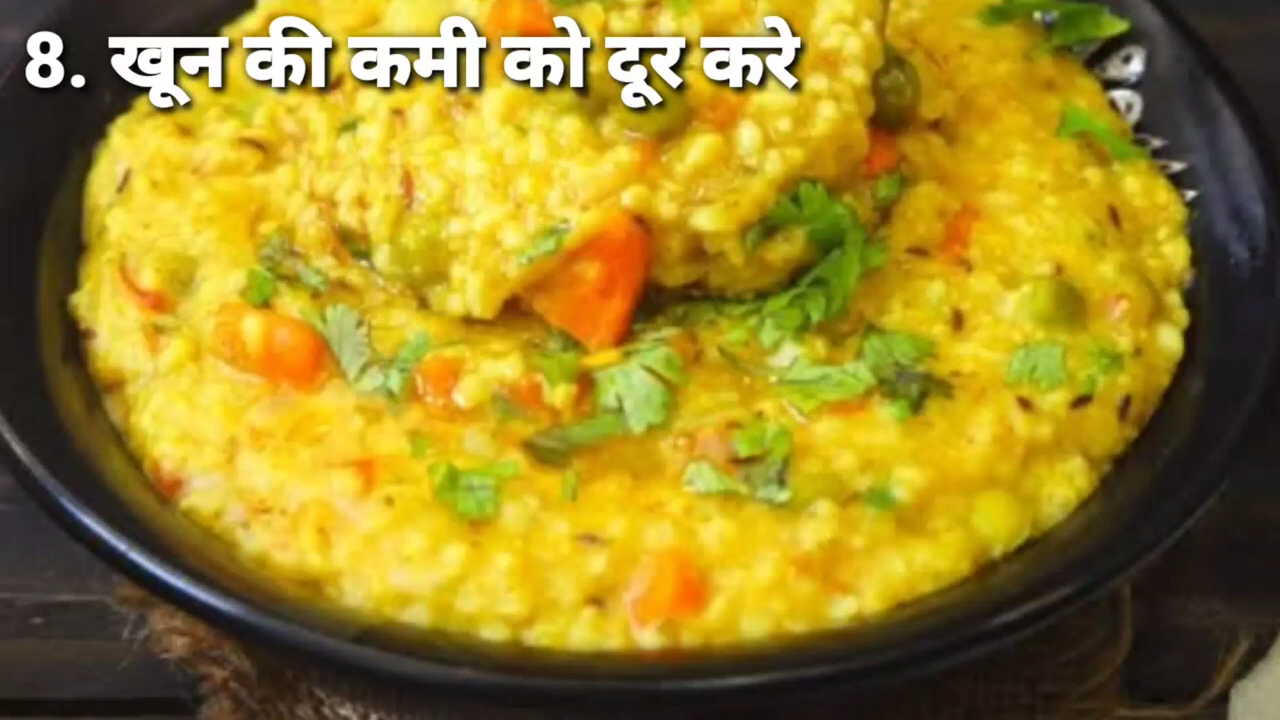 8. खून की कमी को दूर करे